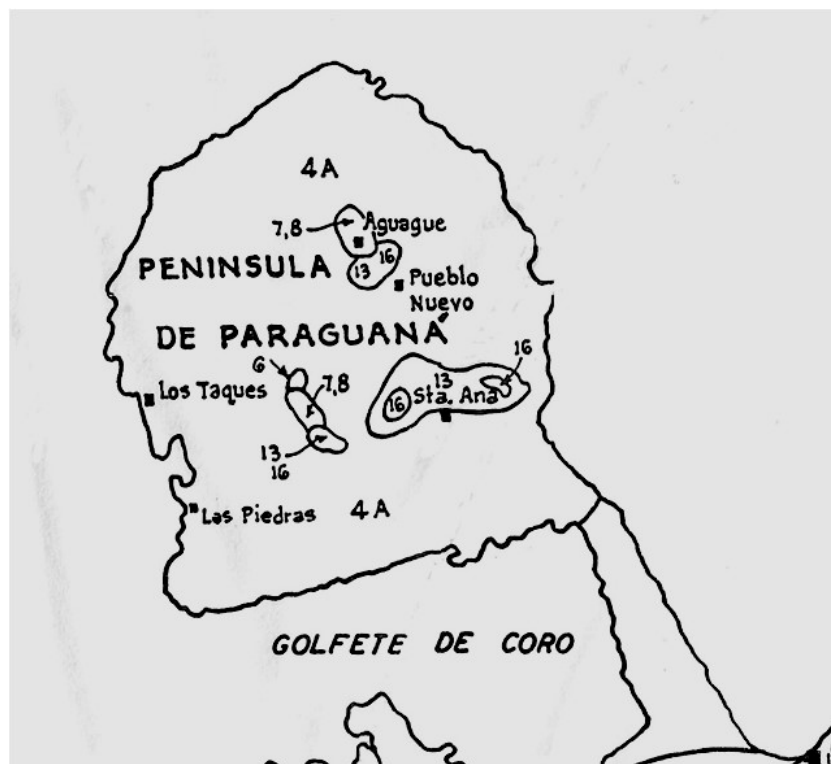 4A
7,8
Aguague
16
13
PENINSULA
Pueblo
Nuevo
DE PARAGUANÁ
16
6
7,8
13
Los Taques
16
Sta. Ana
13
16
Las Piedras
4A
GOLFETE DE CORO